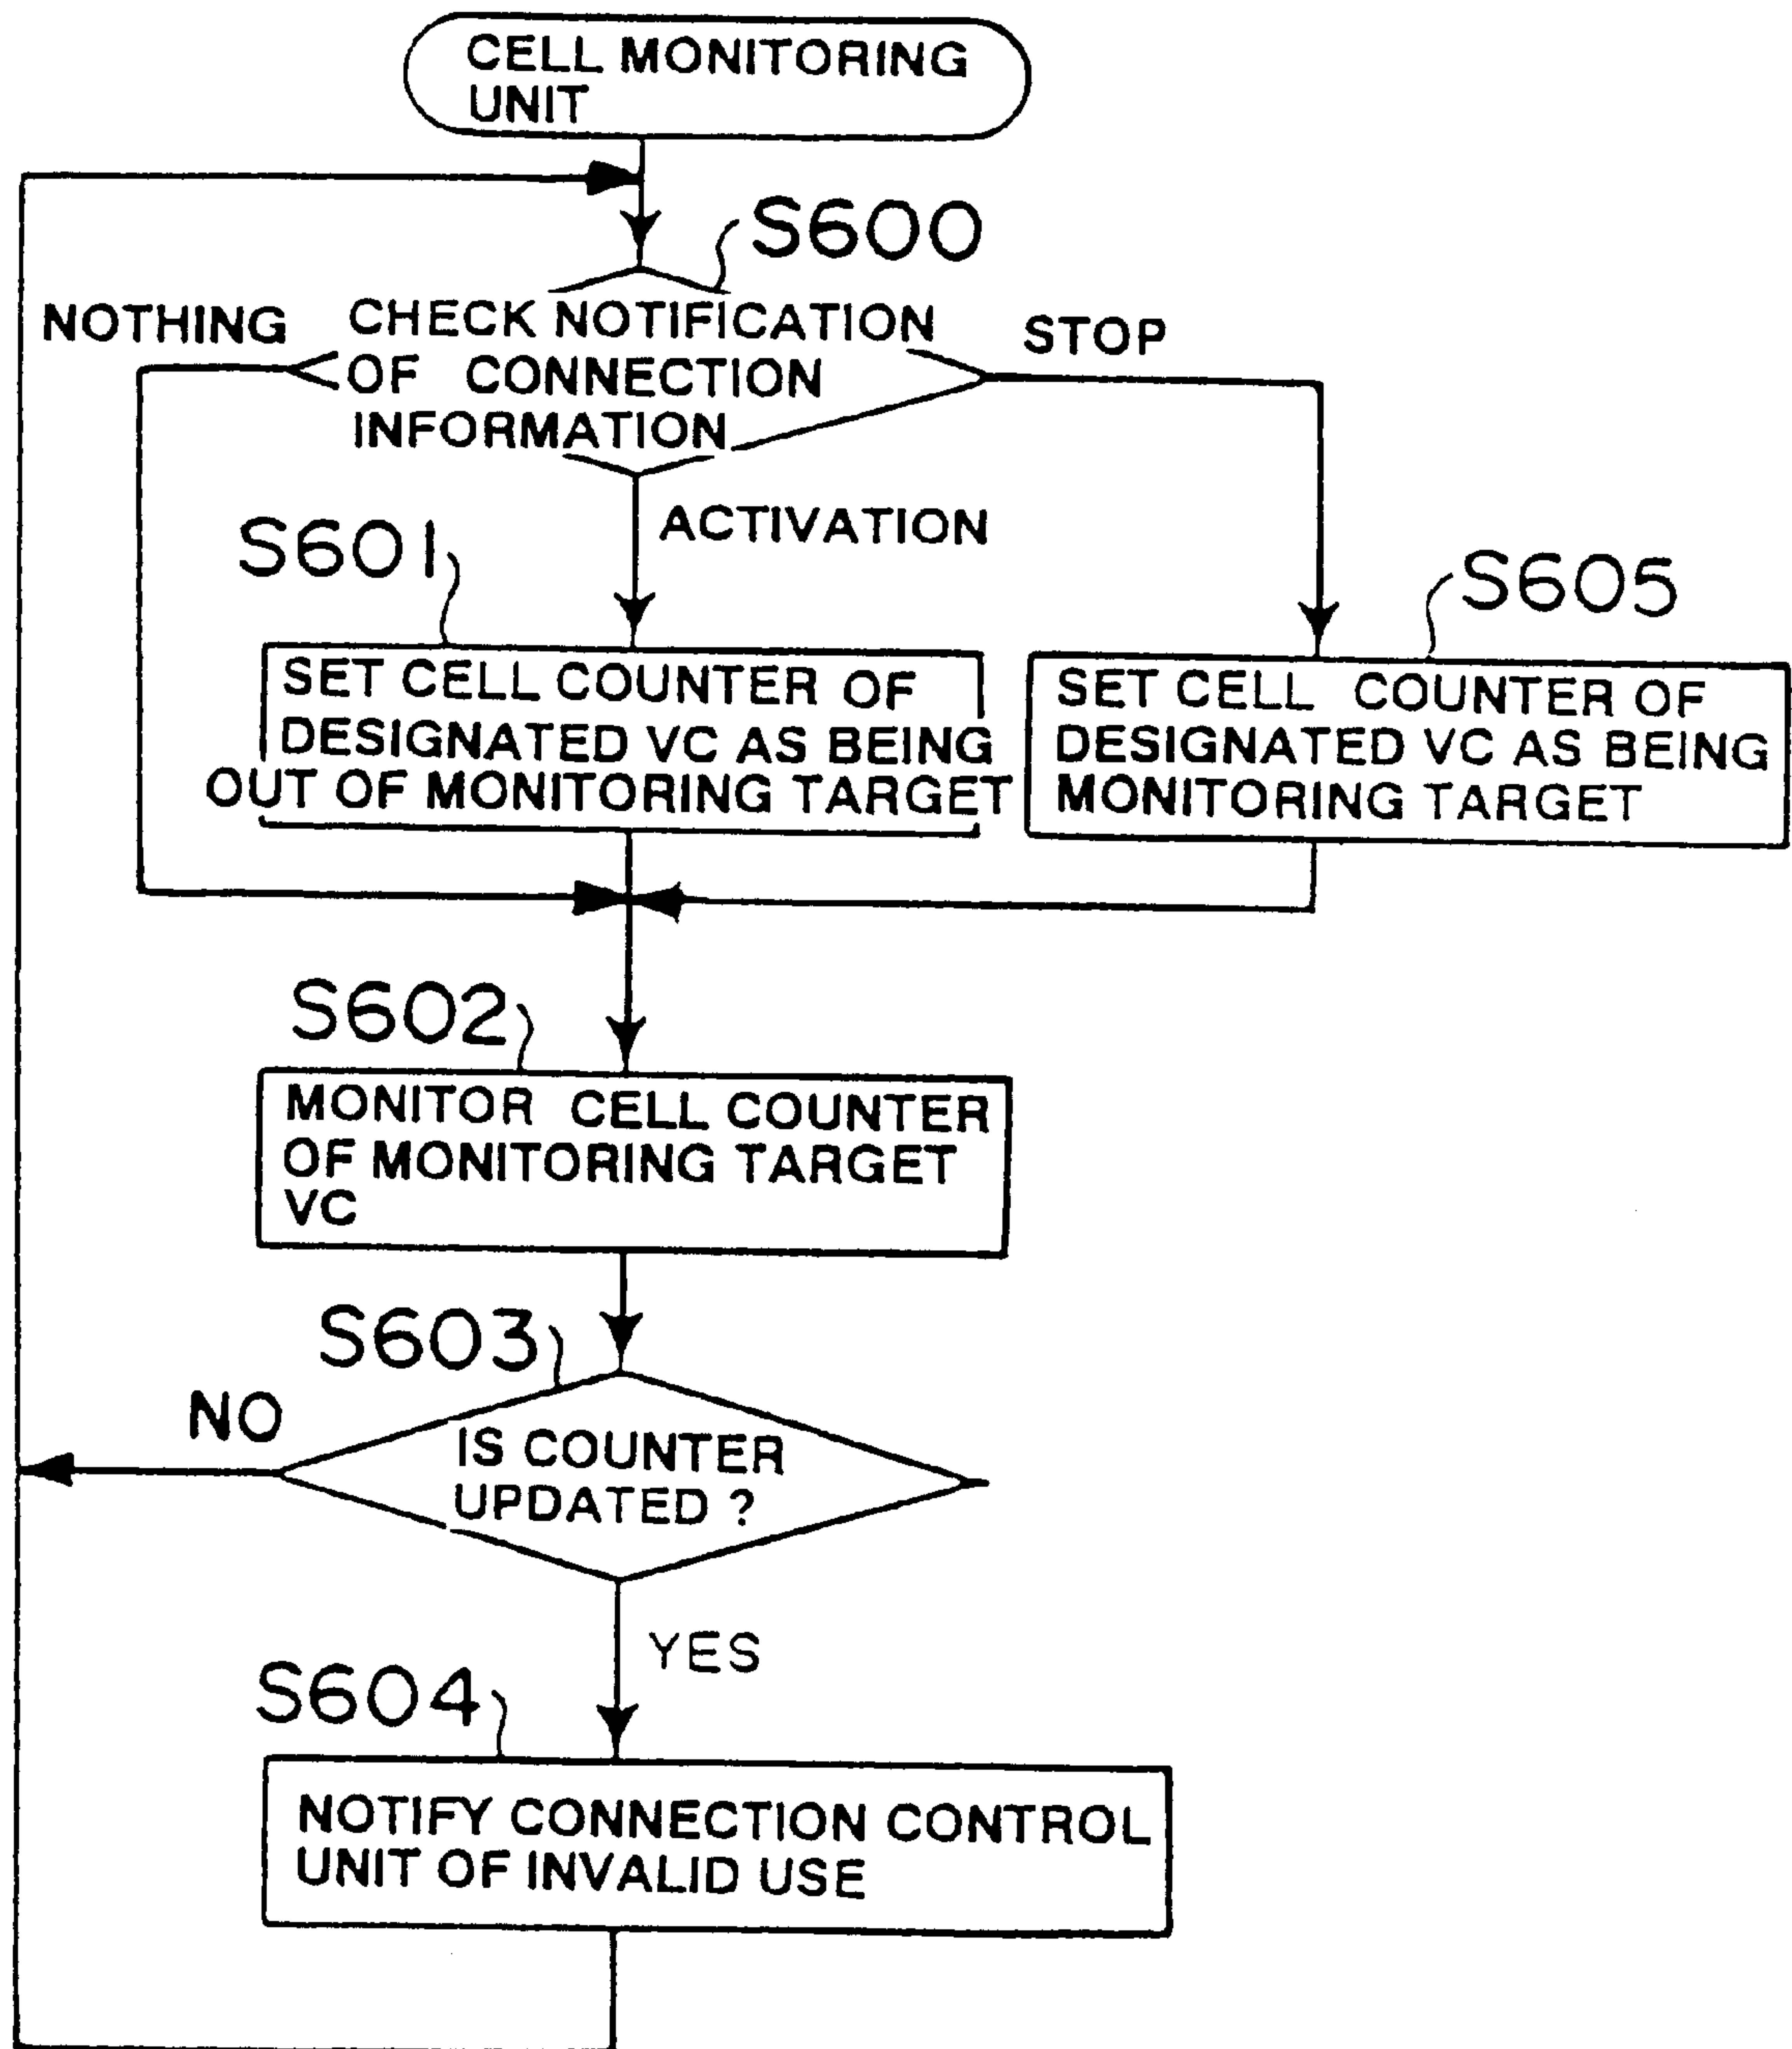 CELL MONITORING
UNIT
S600
NOTHING
CHECK NOTIFICATION
OF CONNECTION
INFORMATION
STOP
ACTIVATION
S601
S605
SET CELL COUNTER OF
DESIGNATED VC AS BEING
OUT OF MONITORING TARGET
SET CELL COUNTER OF
DESIGNATED VC AS BEING
MONITORING TARGET
S602
MONITOR CELL COUNTER
OF MONITORING TARGET
VC
S603
NO
IS COUNTER
UPDATED ?
YES
S604
NOTIFY CONNECTION CONTROL
UNIT OF INVALID USE